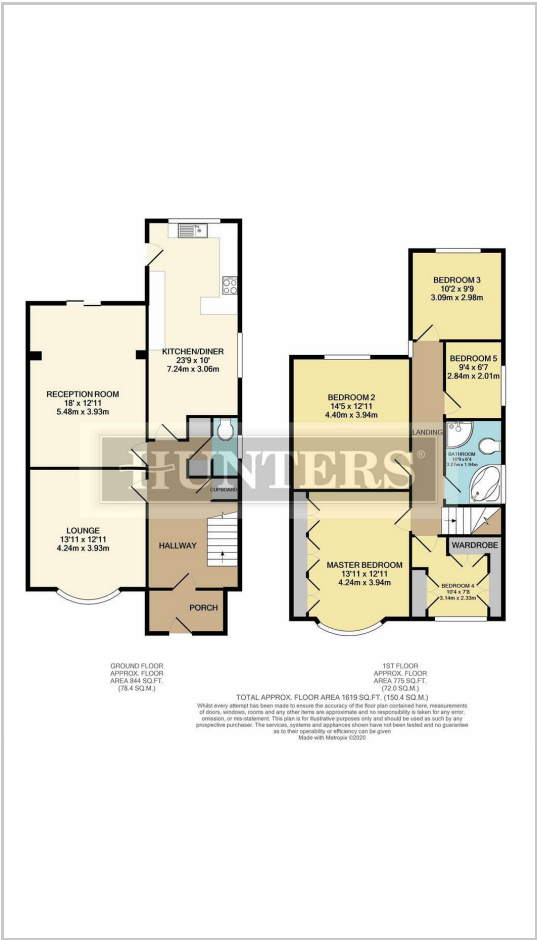 KITCHEN/DINER
23'9 x 10'
7.24m x 3.06m
RECEPTION ROOM
18' x 12'11
5.48m x 3.93m
HUNTERS®
CUPBOARD
LOUNGE
13'11 x 12'11
4.24m x 3.93m
HALLWAY
PORCH
BEDROOM 3
10'2 x 9'9
3.09m x 2.98m
BEDROOM 5
9'4 x 6'7
2.84m x 2.01m
BEDROOM 2
14'5 x 12'11
4.40m x 3.94m
LANDING
BATHROOM
3.27m x 1.94m
WARDROBE
MASTER BEDROOM
13'11 x 12'11
4.24m x 3.94m
BEDROOM 4
10'4 x 7'8
3.14m x 2.33m
GROUND FLOOR
APPROX. FLOOR
AREA 844 SQ.FT.
(78.4 SQ.M.)
1ST FLOOR
APPROX. FLOOR
AREA 775 SQ.FT.
(72.0 SQ.M.)
TOTAL APPROX. FLOOR AREA 1619 SQ.FT. (150.4 SQ.M.)
Whilst every attempt has been made to ensure the accuracy of the floor plan contained here, measurements
of doors, windows, rooms and any other items are approximate and no responsibility is taken for any error,
omission, or mis-statement. This plan is for illustrative purposes only and should be used as such by any
prospective purchaser. The services, systems and appliances shown have not been tested and no guarantee
as to their operability or efficiency can be given
Made with Metropix ©2020